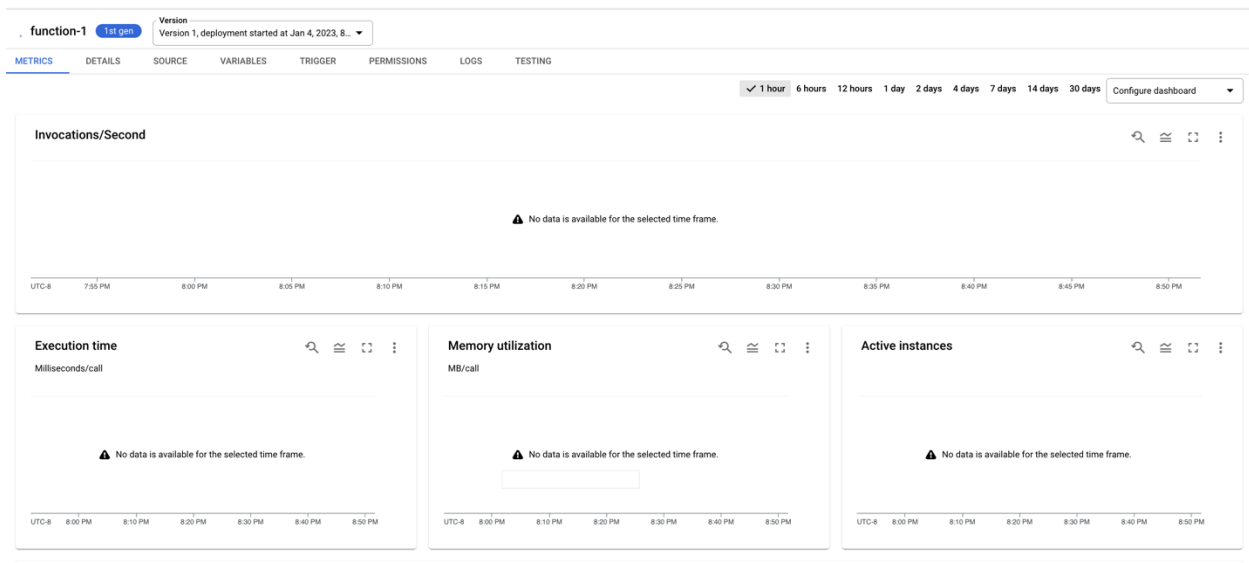 function-1 1st gen Version
Version 1, deployment started at Jan 4, 2023, 8...
METRICS DETAILS SOURCE VARIABLES TRIGGER PERMISSIONS LOGS TESTING
1 hour 6 hours 12 hours 1 day 2 days 4 days 7 days 14 days 30 days Configure dashboard
Invocations/Second
No data is available for the selected time frame.
UTC-8 7:55 PM 8:00 PM 8:05 PM 8:10 PM 8:15 PM 8:20 PM 8:25 PM 8:30 PM 8:35 PM 8:40 PM 8:45 PM 8:50 PM
Execution time
Milliseconds/call
No data is available for the selected time frame.
UTC-8 8:00 PM 8:10 PM 8:20 PM 8:30 PM 8:40 PM 8:50 PM
Memory utilization
MB/call
No data is available for the selected time frame.
UTC-8 8:00 PM 8:10 PM 8:20 PM 8:30 PM 8:40 PM 8:50 PM
Active instances
No data is available for the selected time frame.
UTC-8 8:00 PM 8:10 PM 8:20 PM 8:30 PM 8:40 PM 8:50 PM